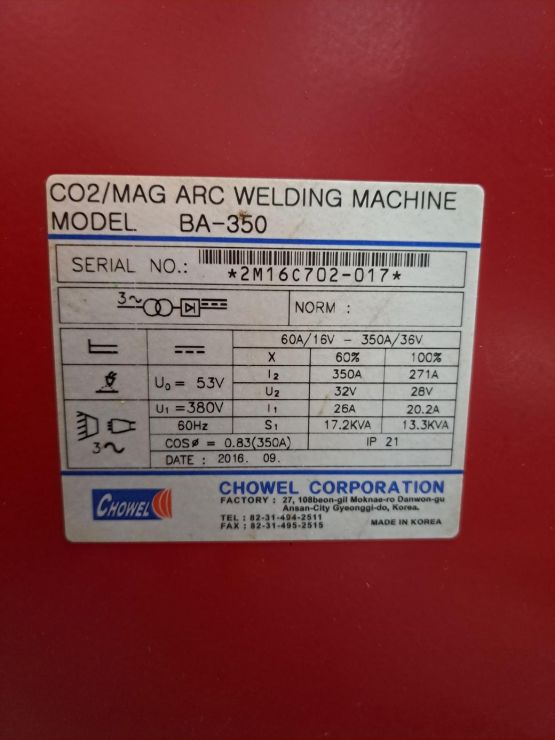 CO2/MAG ARC WELDING MACHINE
MODEL BA-350
SERIAL NO.: *2M16C702-017*
3~ NORM :
60A/16V - 350A/36V
X 60% 100%
U₀ = 53V I₂ 350A 271A
U₂ 32V 28V
U₁ =380V I₁ 26A 20.2A
60Hz S₁ 17.2KVA 13.3KVA
3~ COSø = 0.83(350A) IP 21
DATE : 2016. 09.
CHOWEL
CHOWEL CORPORATION
FACTORY : 27, 108beon-gil Moknae-ro Danwon-gu
Ansan-City Gyeonggi-do, Korea.
TEL : 82-31-494-2511
FAX : 82-31-495-2515 MADE IN KOREA